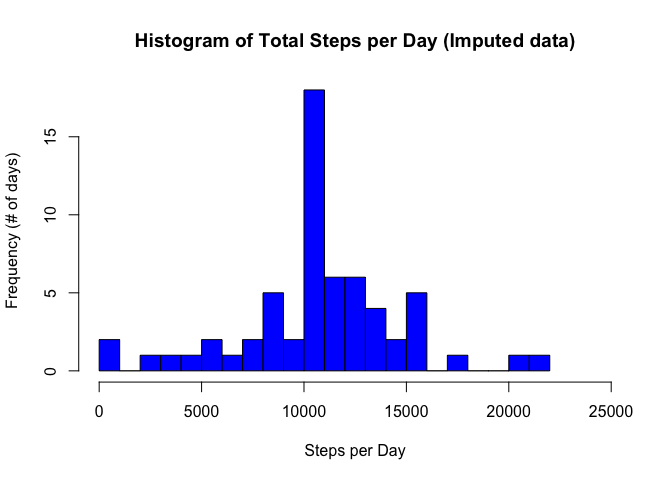 Histogram of Total Steps per Day (Imputed data)
Frequency (# of days)
15
10
5
0
0 5000 10000 15000 20000 25000
Steps per Day